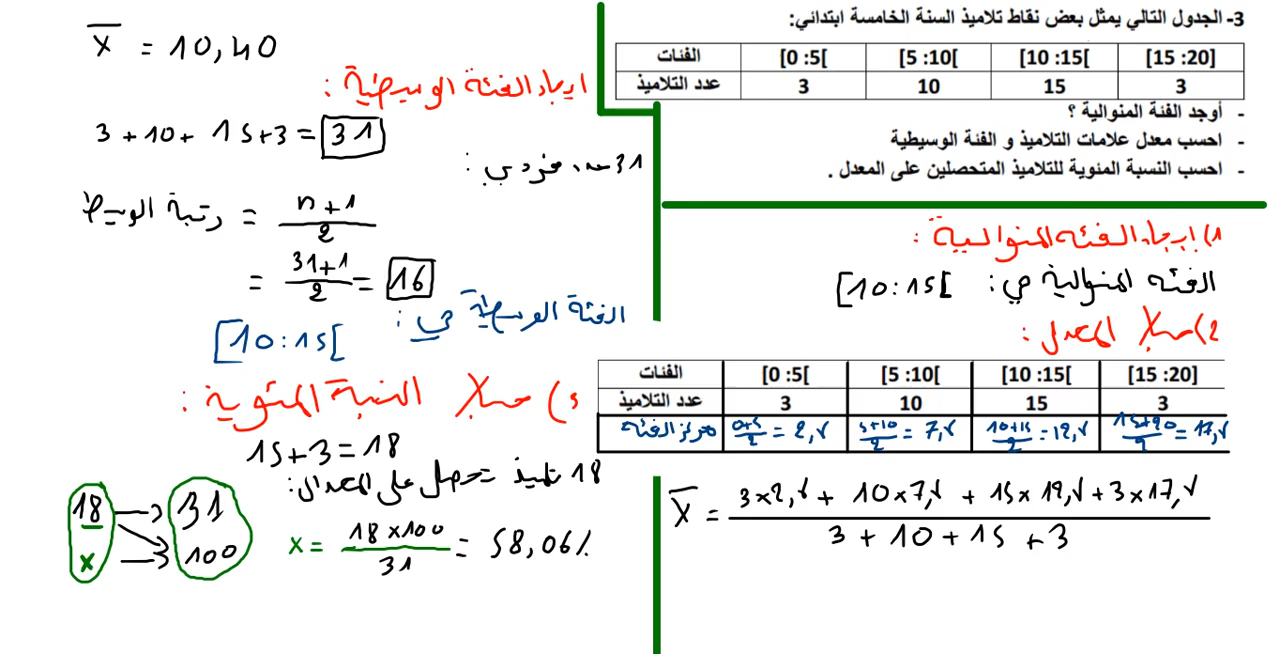 3- الجدول التالي يمثل بعض نقاط تلاميذ السنة الخامسة ابتدائي:
الفئات [0 :5[ [5 :10[ [10 :15[ [15 :20]
عدد التلاميذ 3 10 15 3
- أوجد الفئة المنوالية ؟
- احسب معدل علامات التلاميذ و الفئة الوسيطية
- احسب النسبة المئوية للتلاميذ المتحصلين على المعدل .
1) إيجاد الفئة المنوالية :
الفئة المنوالية هي: [10:15[
2) حساب المعدل :
الفئات [0 :5[ [5 :10[ [10 :15[ [15 :20]
عدد التلاميذ 3 10 15 3
مركز الفئة (0+5)/2 = 2,5 (5+10)/2 = 7,5 (10+15)/2 = 12,5 (15+20)/2 = 17,5
X̄ = (3×2,5 + 10×7,5 + 15×12,5 + 3×17,5)/(3 + 10 + 15 + 3)
X̄ = 10,40
ايجاد الفئة الوسيطية :
3 + 10 + 15 + 3 = 31
31 عدد فردي :
رتبة الوسيط = (n + 1)/2
= (31+1)/2 = 16
الفئة الوسيطية هي :
[10:15[
3) حساب النسبة المئوية :
15+3 = 18
18 تلميذ تحصل على المعدل :
18 → 31
x → 100
x = (18×100)/31 = 58,06%